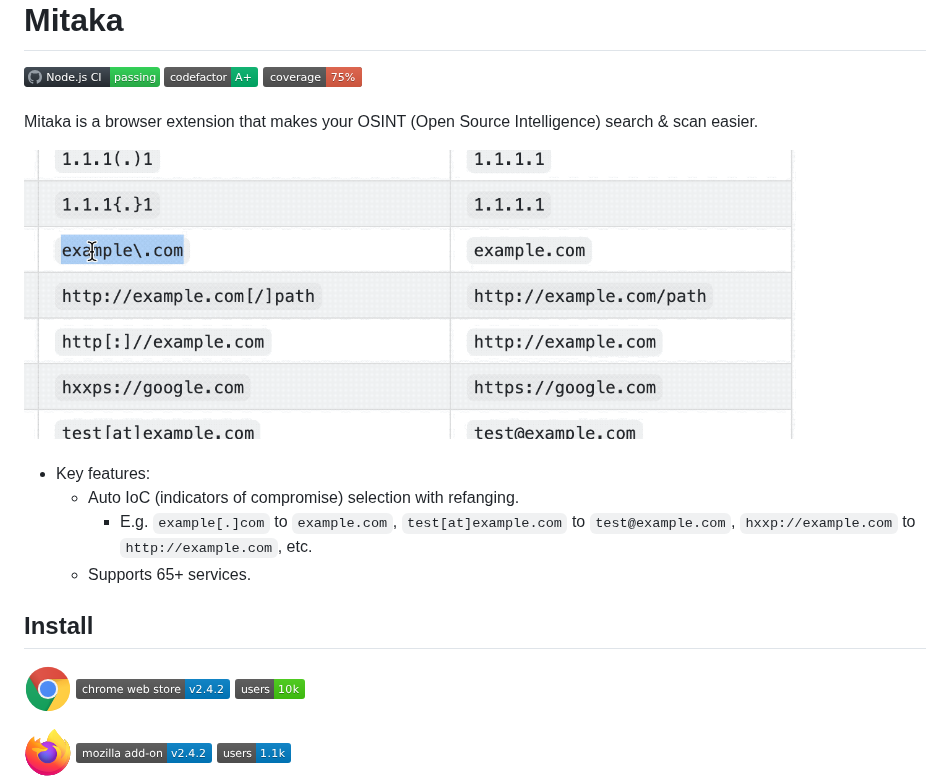 Mitaka
Node.js CI passing codefactor A+ coverage 75%
Mitaka is a browser extension that makes your OSINT (Open Source Intelligence) search & scan easier.
1.1.1(.)1 1.1.1.1
1.1.1{.}1 1.1.1.1
example\.com example.com
http://example.com[/]path http://example.com/path
http[:]//example.com http://example.com
hxxps://google.com https://google.com
test[at]example.com test@example.com
• Key features:
◦ Auto IoC (indicators of compromise) selection with refanging.
▪ E.g. example[.]com to example.com, test[at]example.com to test@example.com, hxxp://example.com to
http://example.com, etc.
◦ Supports 65+ services.
Install
chrome web store v2.4.2 users 10k
mozilla add-on v2.4.2 users 1.1k